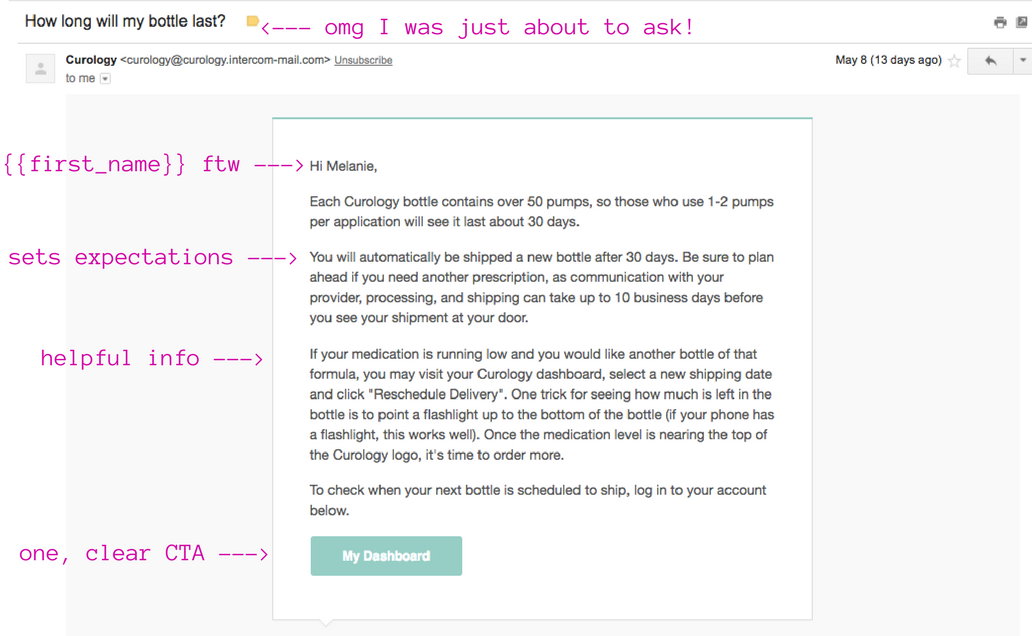 How long will my bottle last?
<--- omg I was just about to ask!
Curology <curology@curology.intercom-mail.com> Unsubscribe
May 8 (13 days ago)
to me
{{first_name}} ftw --->
Hi Melanie,
Each Curology bottle contains over 50 pumps, so those who use 1-2 pumps
per application will see it last about 30 days.
sets expectations --->
You will automatically be shipped a new bottle after 30 days. Be sure to plan
ahead if you need another prescription, as communication with your
provider, processing, and shipping can take up to 10 business days before
you see your shipment at your door.
helpful info --->
If your medication is running low and you would like another bottle of that
formula, you may visit your Curology dashboard, select a new shipping date
and click "Reschedule Delivery". One trick for seeing how much is left in the
bottle is to point a flashlight up to the bottom of the bottle (if your phone has
a flashlight, this works well). Once the medication level is nearing the top of
the Curology logo, it's time to order more.
To check when your next bottle is scheduled to ship, log in to your account
below.
one, clear CTA --->
My Dashboard